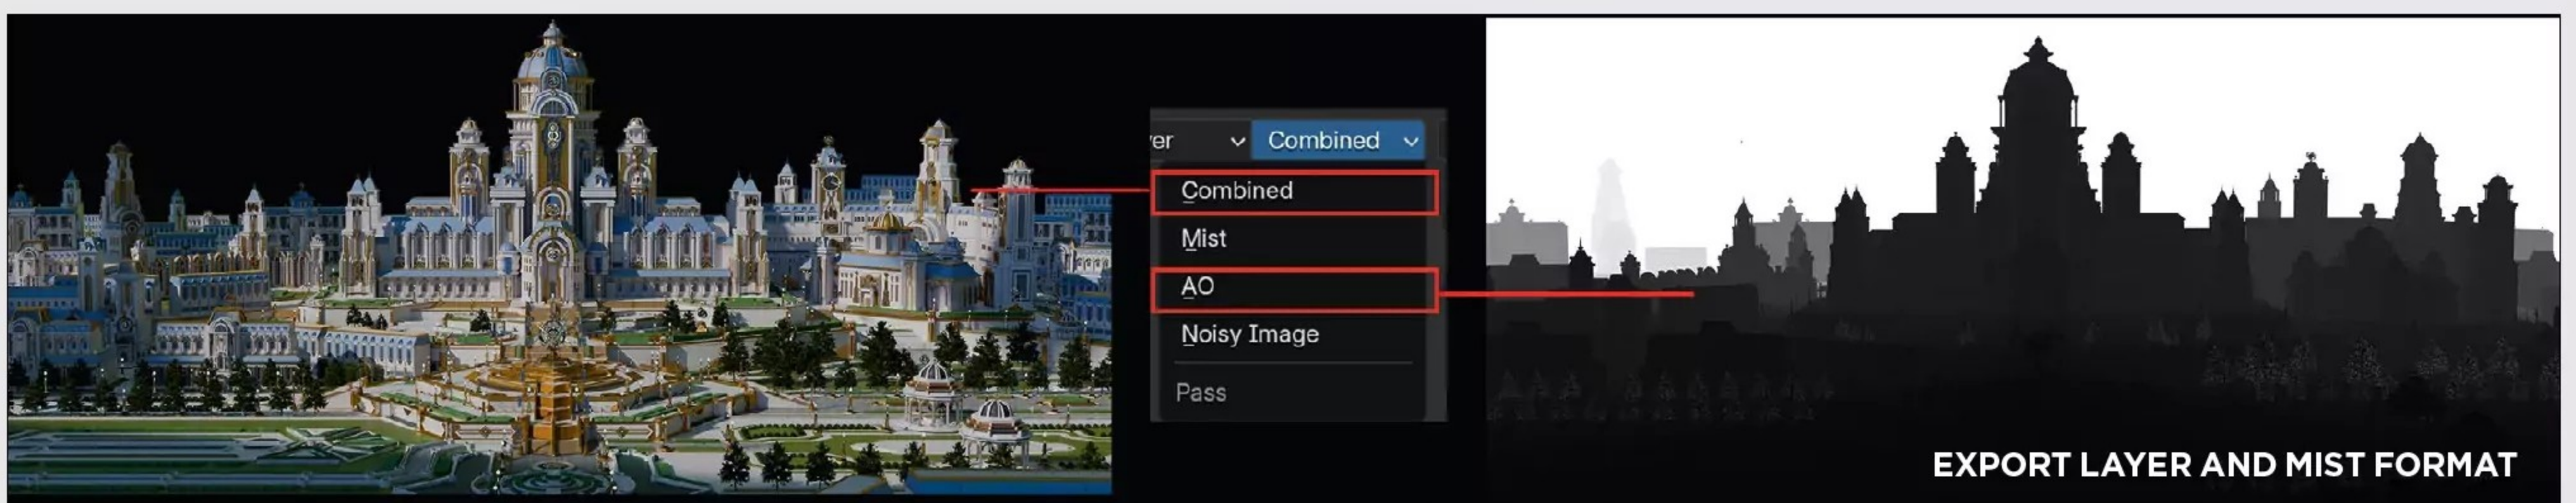 er
Combined
Combined
Mist
AO
Noisy Image
Pass
EXPORT LAYER AND MIST FORMAT